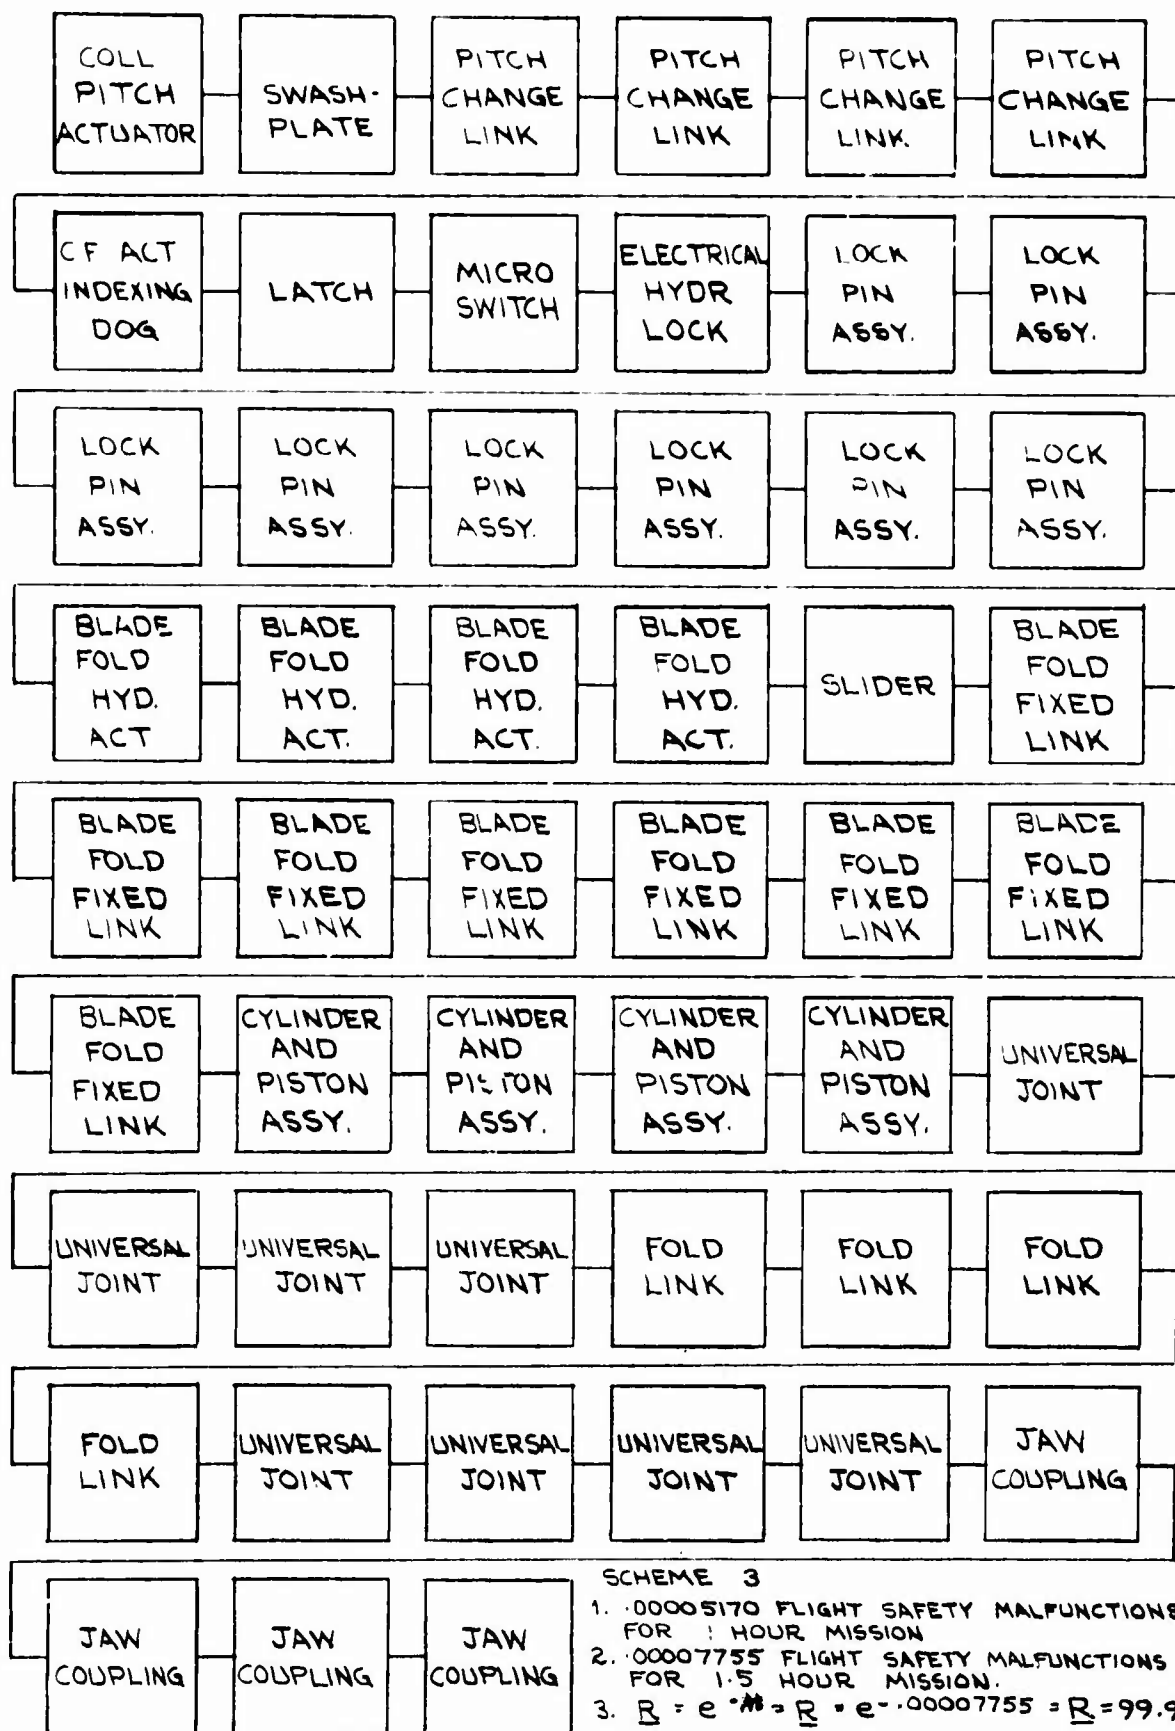 COLL
PITCH
ACTUATOR
SWASH-
PLATE
PITCH
CHANGE
LINK
PITCH
CHANGE
LINK
PITCH
CHANGE
LINK.
PITCH
CHANGE
LINK
CF ACT
INDEXING
DOG
LATCH
MICRO
SWITCH
ELECTRICAL
HYDR
LOCK
LOCK
PIN
ASSY.
LOCK
PIN
ASSY.
LOCK
PIN
ASSY.
LOCK
PIN
ASSY.
LOCK
PIN
ASSY.
LOCK
PIN
ASSY.
LOCK
PIN
ASSY.
LOCK
PIN
ASSY.
BLADE
FOLD
HYD.
ACT
BLADE
FOLD
HYD.
ACT.
BLADE
FOLD
HYD.
ACT.
BLADE
FOLD
HYD.
ACT.
SLIDER
BLADE
FOLD
FIXED
LINK
BLADE
FOLD
FIXED
LINK
BLADE
FOLD
FIXED
LINK
BLADE
FOLD
FIXED
LINK
BLADE
FOLD
FIXED
LINK
BLADE
FOLD
FIXED
LINK
BLADE
FOLD
FIXED
LINK
BLADE
FOLD
FIXED
LINK
CYLINDER
AND
PISTON
ASSY.
CYLINDER
AND
PISTON
ASSY.
CYLINDER
AND
PISTON
ASSY.
CYLINDER
AND
PISTON
ASSY.
UNIVERSAL
JOINT
UNIVERSAL
JOINT
UNIVERSAL
JOINT
UNIVERSAL
JOINT
FOLD
LINK
FOLD
LINK
FOLD
LINK
FOLD
LINK
UNIVERSAL
JOINT
UNIVERSAL
JOINT
UNIVERSAL
JOINT
UNIVERSAL
JOINT
JAW
COUPLING
JAW
COUPLING
JAW
COUPLING
JAW
COUPLING
SCHEME 3
1. .00005170 FLIGHT SAFETY MALFUNCTIONS
FOR 1 HOUR MISSION
2. .00007755 FLIGHT SAFETY MALFUNCTIONS
FOR 1.5 HOUR MISSION.
3. R = e = R = e-.00007755 = R = 99.9